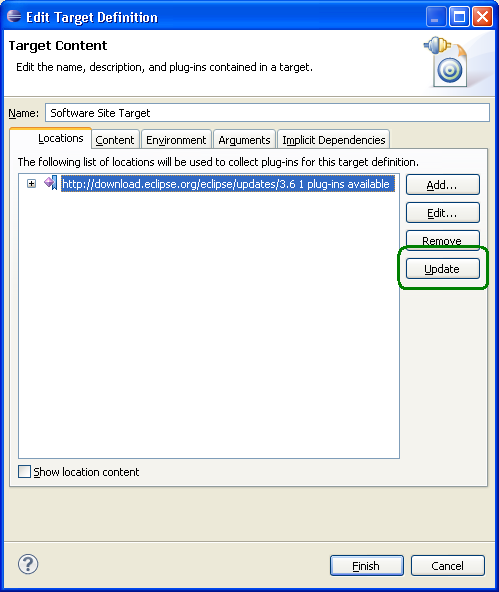 Edit Target Definition
Target Content
Edit the name, description, and plug-ins contained in a target.
Name: Software Site Target
Locations Content Environment Arguments Implicit Dependencies
The following list of locations will be used to collect plug-ins for this target definition.
http://download.eclipse.org/eclipse/updates/3.6 1 plug-ins available
Add...
Edit...
Remove
Update
Show location content
?
Finish Cancel